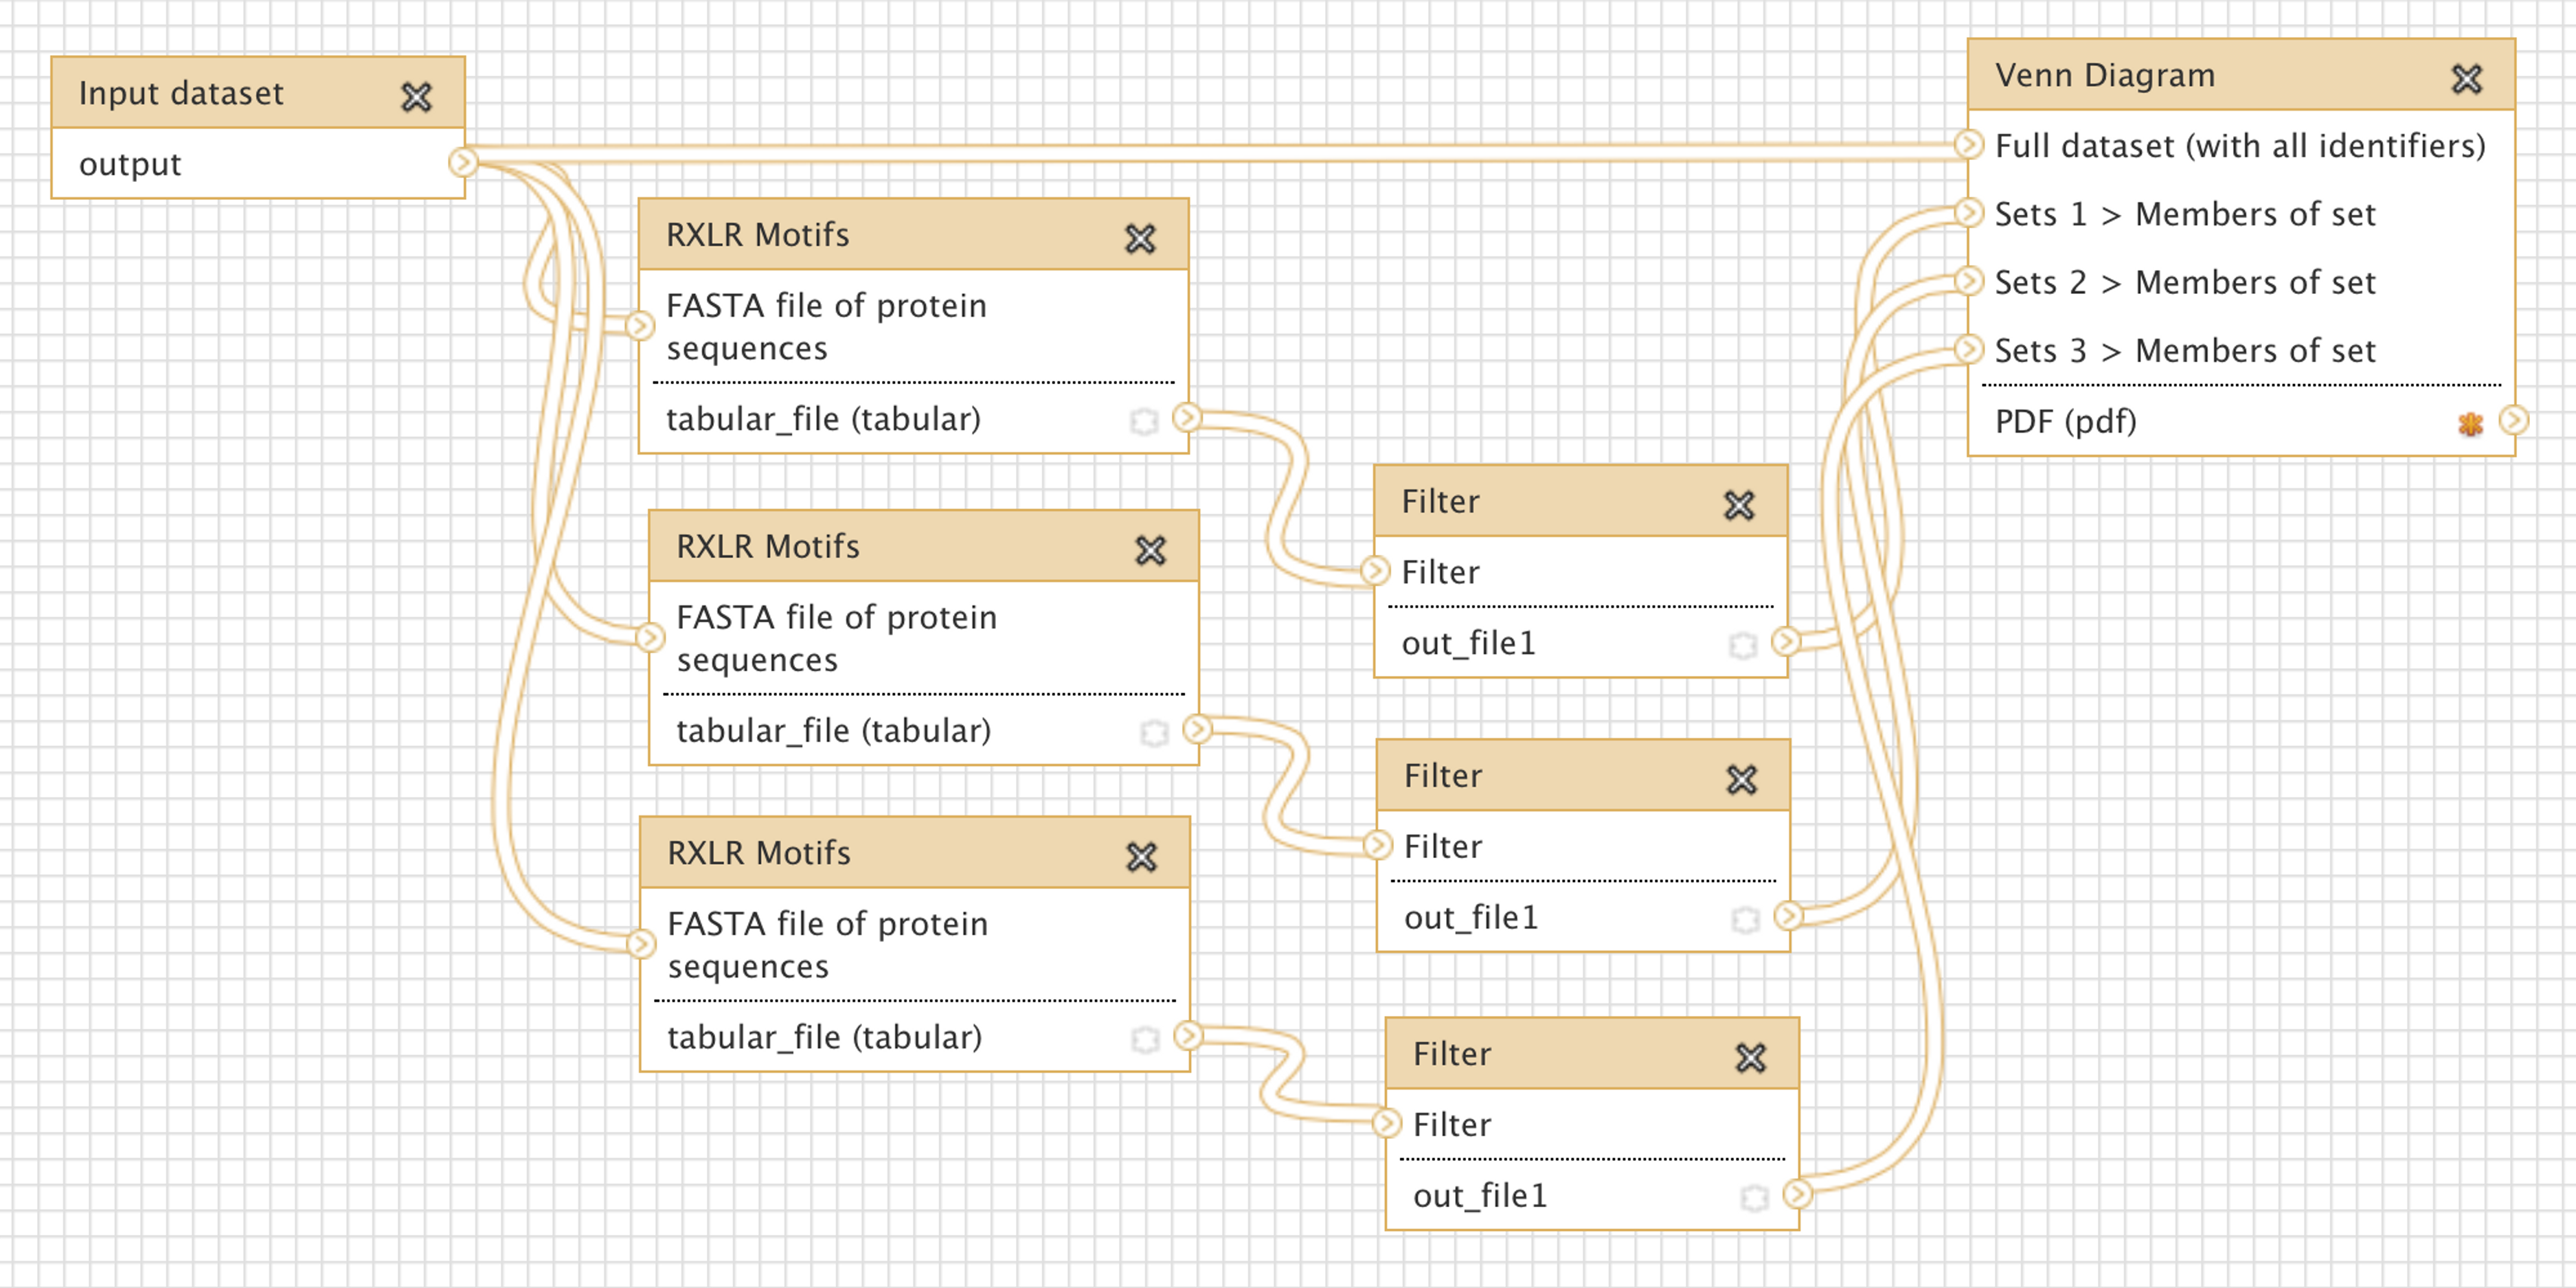 Input dataset
output
RXLR Motifs
FASTA file of protein
sequences
tabular_file (tabular)
RXLR Motifs
FASTA file of protein
sequences
tabular_file (tabular)
RXLR Motifs
FASTA file of protein
sequences
tabular_file (tabular)
Filter
Filter
out_file1
Filter
Filter
out_file1
Filter
Filter
out_file1
Venn Diagram
Full dataset (with all identifiers)
Sets 1 > Members of set
Sets 2 > Members of set
Sets 3 > Members of set
PDF (pdf)